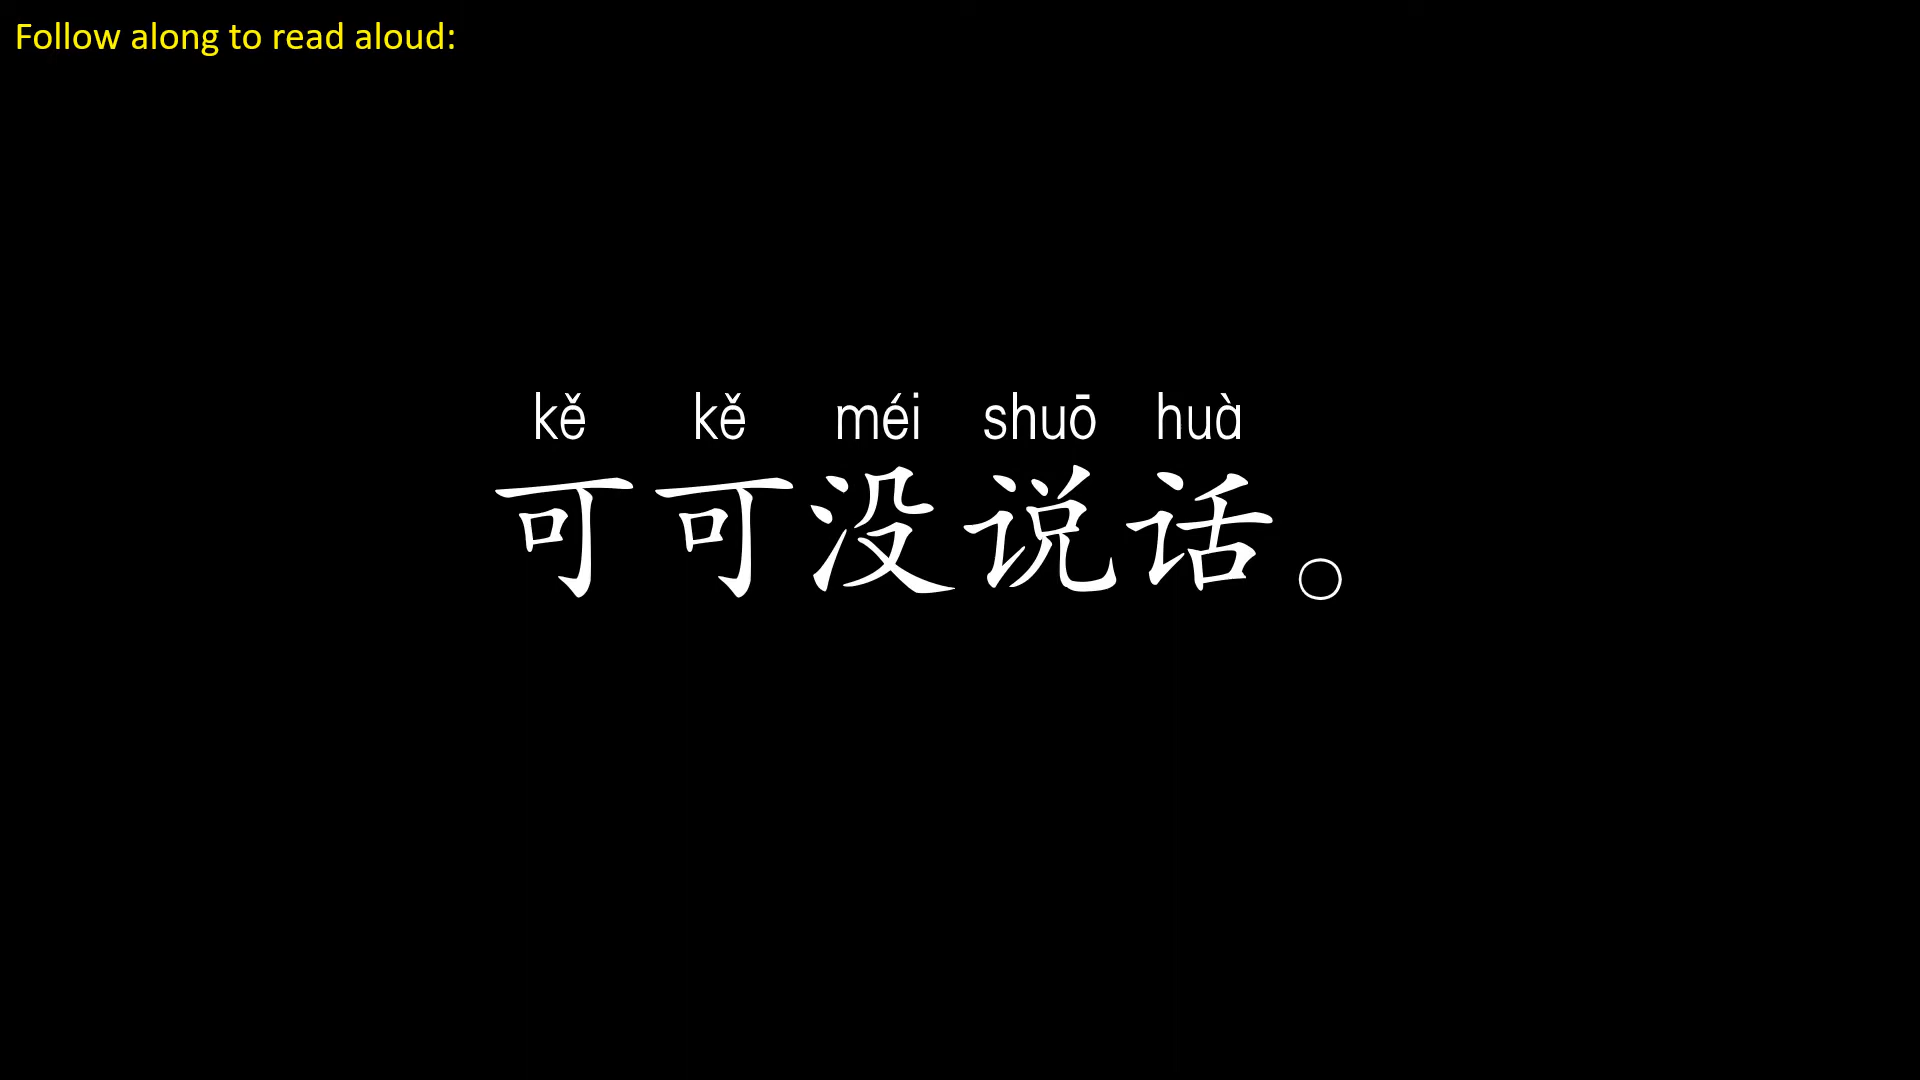 Follow along to read aloud:
kě kě méi shuō huà
可可没说话。